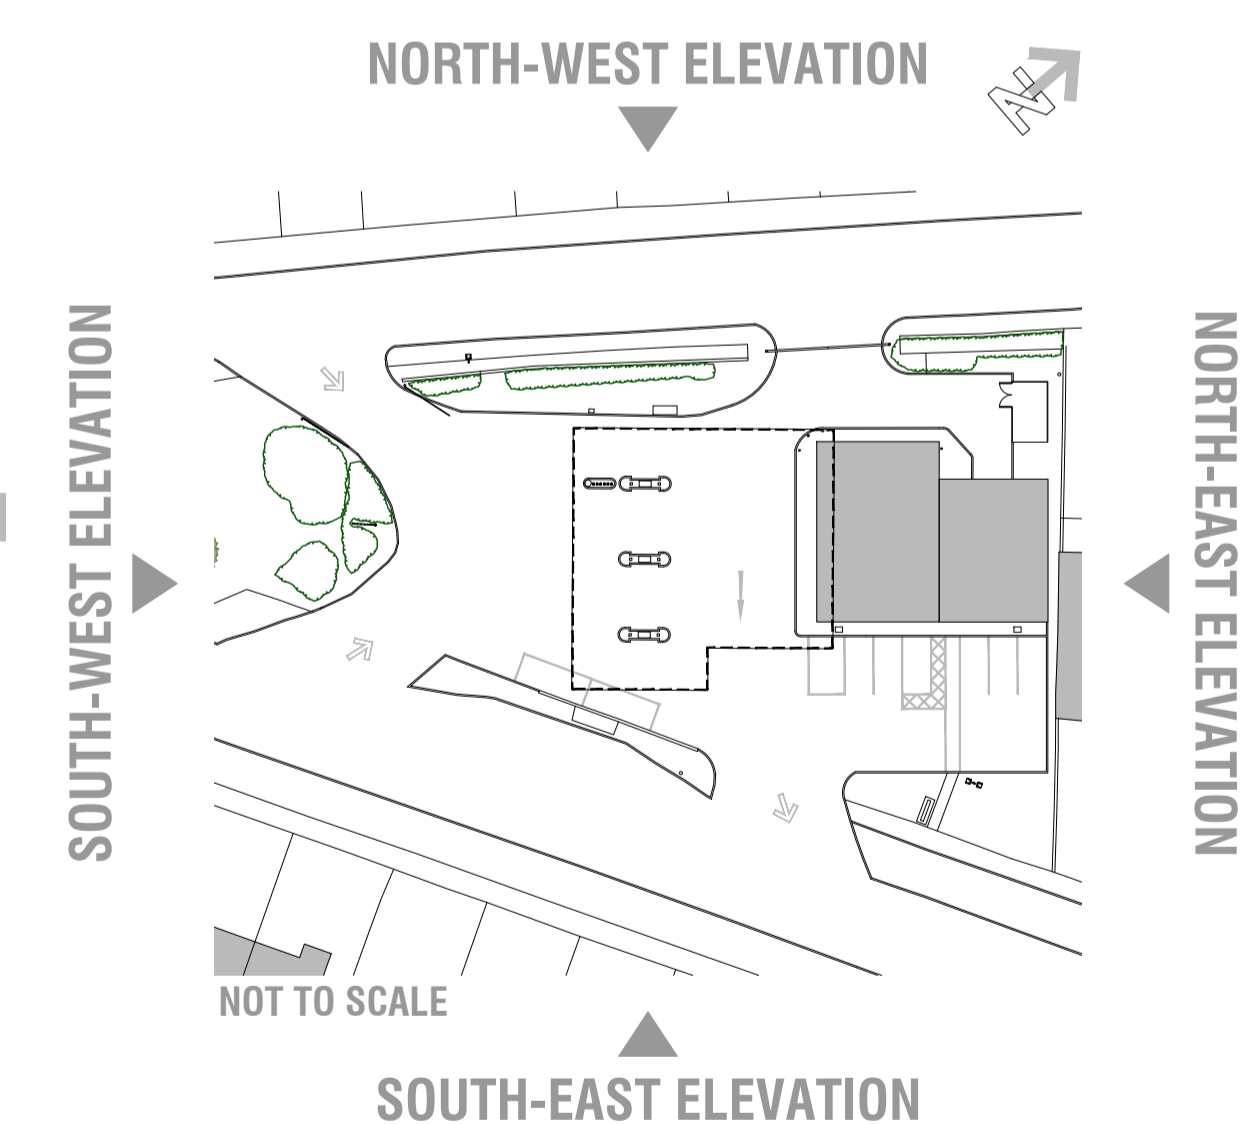 NORTH-WEST ELEVATION
N
SOUTH-WEST ELEVATION
NORTH-EAST ELEVATION
NOT TO SCALE
SOUTH-EAST ELEVATION